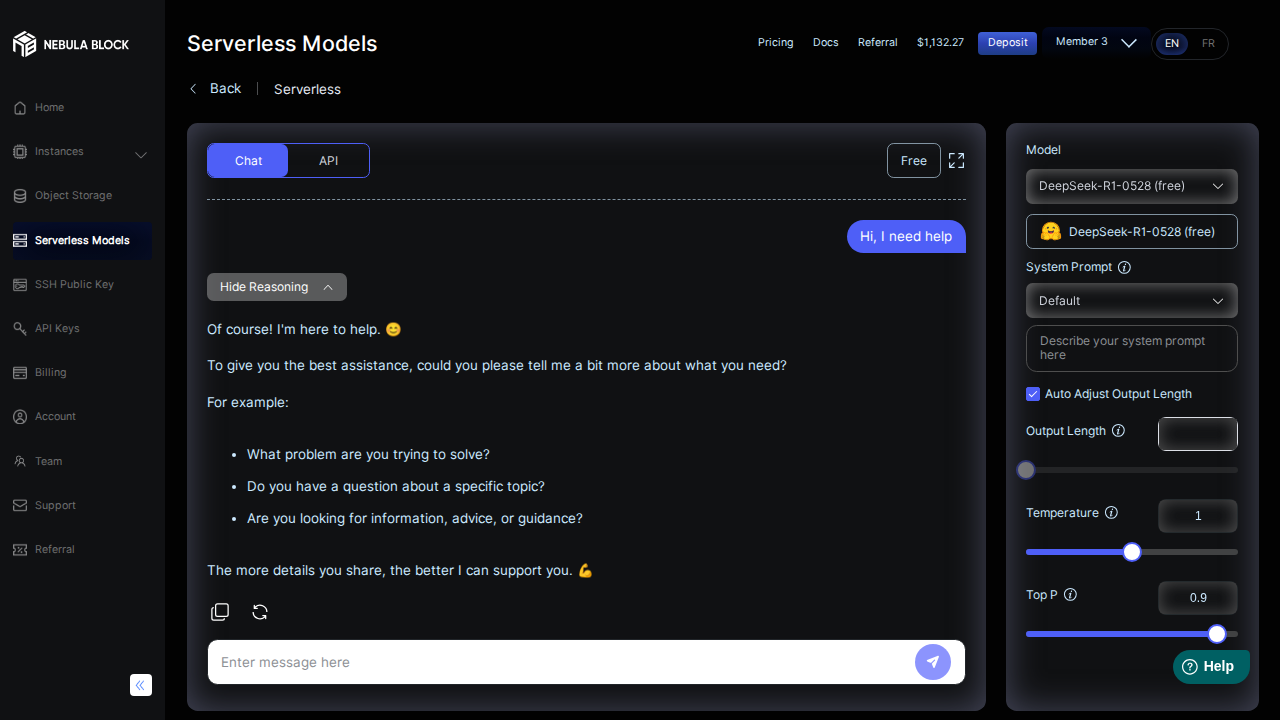 NEBULA BLOCK
Home
Instances
Object Storage
Serverless Models
SSH Public Key
API Keys
Billing
Account
Team
Support
Referral
Serverless Models
Pricing
Docs
Referral
$1,132.27
Deposit
Member 3
EN
FR
Back
Serverless
Chat
API
Free
Hi, I need help
Hide Reasoning
Of course! I'm here to help. 😊
To give you the best assistance, could you please tell me a bit more about what you need?
For example:
• What problem are you trying to solve?
• Do you have a question about a specific topic?
• Are you looking for information, advice, or guidance?
The more details you share, the better I can support you. 💪
Enter message here
Model
DeepSeek-R1-0528 (free)
🤗 DeepSeek-R1-0528 (free)
System Prompt
Default
Describe your system prompt
here
Auto Adjust Output Length
Output Length
Temperature
1
Top P
0.9
Help